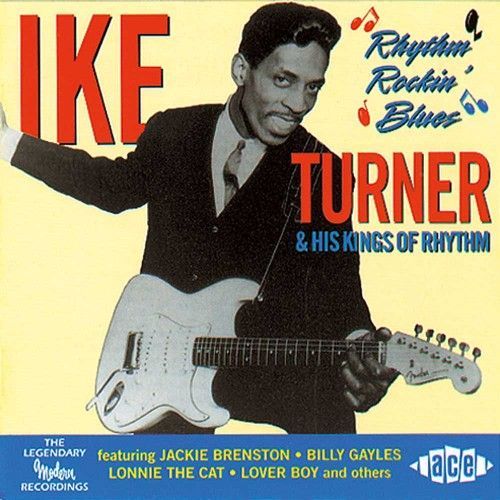 IKE
Rhythm
Rockin'
Blues
TURNER
& HIS KINGS OF RHYTHM
Fender
THE
LEGENDARY
Modern
RECORDINGS
featuring JACKIE BRENSTON • BILLY GAYLES
LONNIE THE CAT • LOVER BOY and others
ace